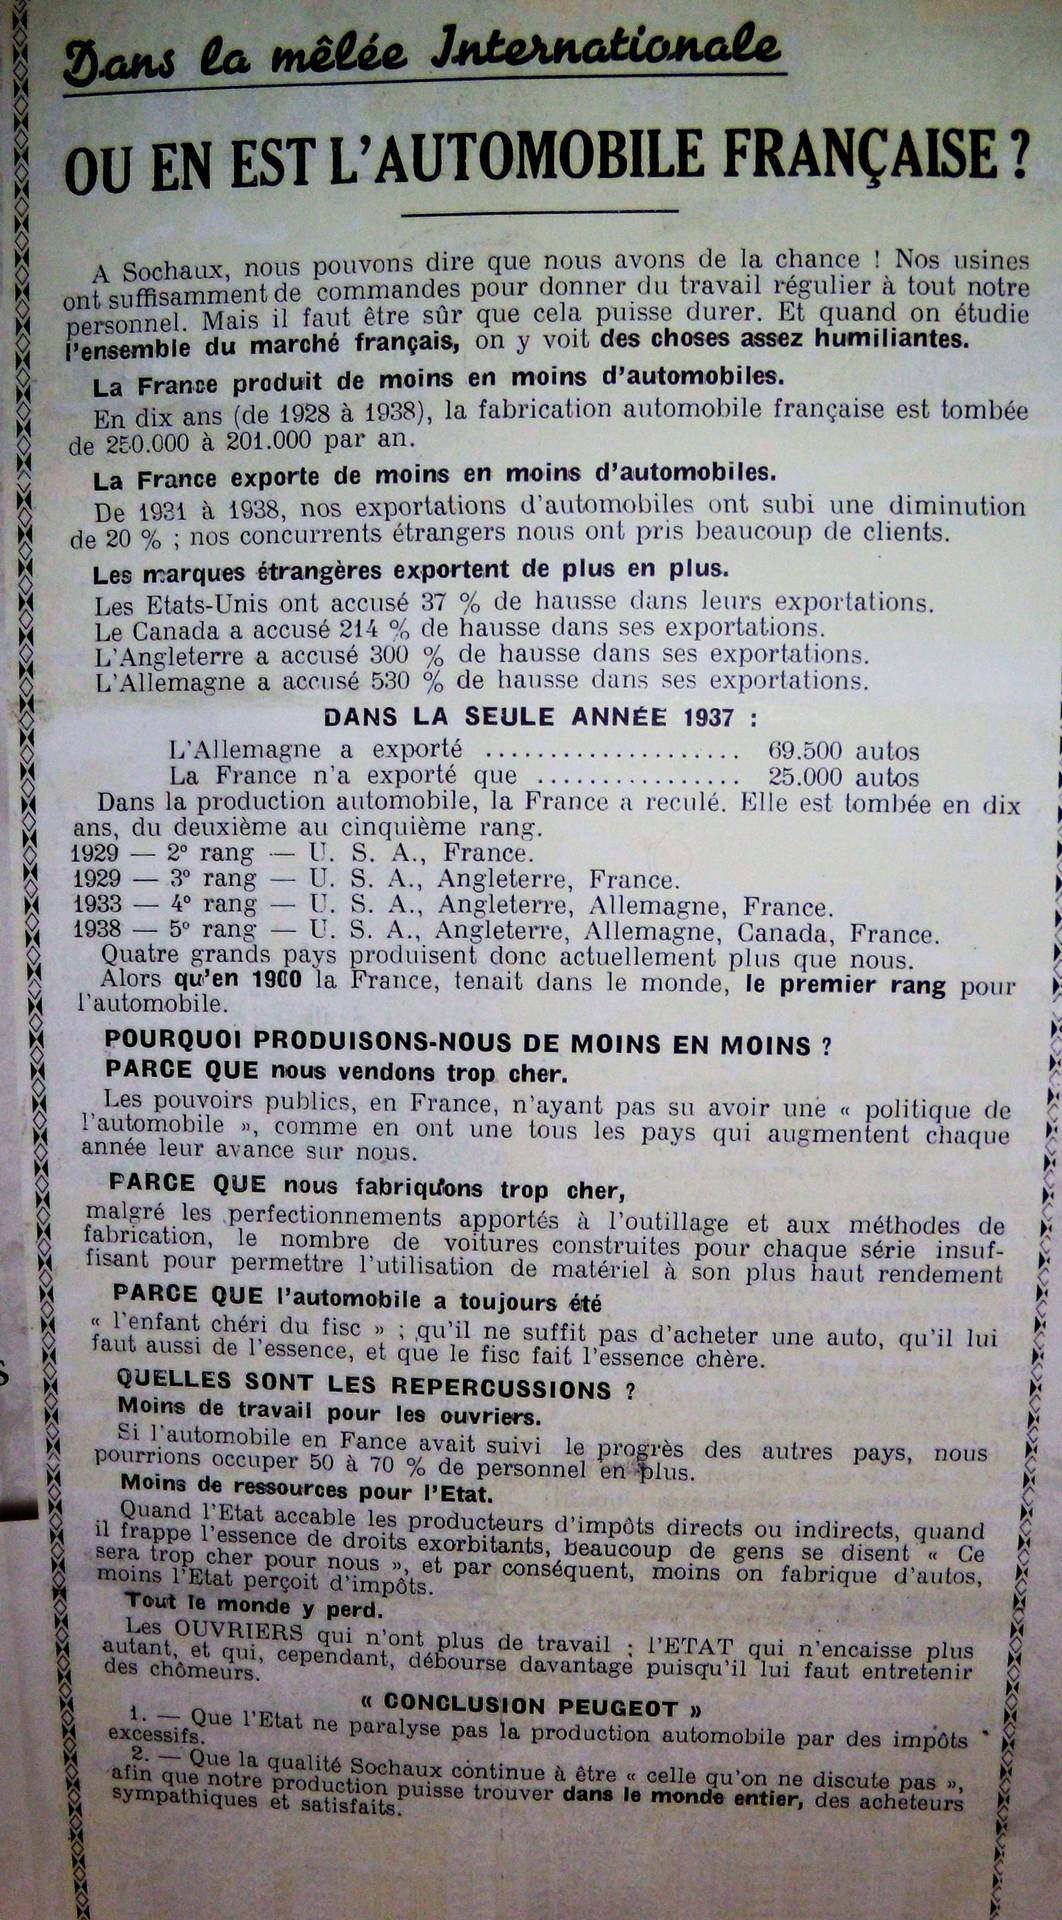 Dans la mêlée Internationale
OU EN EST L'AUTOMOBILE FRANÇAISE ?
A Sochaux, nous pouvons dire que nous avons de la chance ! Nos usines
ont suffisamment de commandes pour donner du travail régulier à tout notre
personnel. Mais il faut être sûr que cela puisse durer. Et quand on étudie
l'ensemble du marché français, on y voit des choses assez humiliantes.
La France produit de moins en moins d'automobiles.
En dix ans (de 1928 à 1938), la fabrication automobile française est tombée
de 250.000 à 201.000 par an.
La France exporte de moins en moins d'automobiles.
De 1931 à 1938, nos exportations d'automobiles ont subi une diminution
de 20 % ; nos concurrents étrangers nous ont pris beaucoup de clients.
Les marques étrangères exportent de plus en plus.
Les Etats-Unis ont accusé 37 % de hausse dans leurs exportations.
Le Canada a accusé 214 % de hausse dans ses exportations.
L'Angleterre a accusé 300 % de hausse dans ses exportations.
L'Allemagne a accusé 530 % de hausse dans ses exportations.
DANS LA SEULE ANNÉE 1937 :
L'Allemagne a exporté .................... 69.500 autos
La France n'a exporté que ................ 25.000 autos
Dans la production automobile, la France a reculé. Elle est tombée en dix
ans, du deuxième au cinquième rang.
1929 — 2º rang — U. S. A., France.
1929 — 3º rang — U. S. A., Angleterre, France.
1933 — 4º rang — U. S. A., Angleterre, Allemagne, France.
1938 — 5º rang — U. S. A., Angleterre, Allemagne, Canada, France.
Quatre grands pays produisent donc actuellement plus que nous.
Alors qu'en 1900 la France, tenait dans le monde, le premier rang pour
l'automobile.
POURQUOI PRODUISONS-NOUS DE MOINS EN MOINS ?
PARCE QUE nous vendons trop cher.
Les pouvoirs publics, en France, n'ayant pas su avoir une « politique de
l'automobile », comme en ont une tous les pays qui augmentent chaque
année leur avance sur nous.
PARCE QUE nous fabriquons trop cher,
malgré les perfectionnements apportés à l'outillage et aux méthodes de
fabrication, le nombre de voitures construites pour chaque série insuf-
fisant pour permettre l'utilisation de matériel à son plus haut rendement
PARCE QUE l'automobile a toujours été
« l'enfant chéri du fisc » ; qu'il ne suffit pas d'acheter une auto, qu'il lui
faut aussi de l'essence, et que le fisc fait l'essence chère.
QUELLES SONT LES REPERCUSSIONS ?
Moins de travail pour les ouvriers.
Si l'automobile en Fance avait suivi le progrès des autres pays, nous
pourrions occuper 50 à 70 % de personnel en plus.
Moins de ressources pour l'Etat.
Quand l'Etat accable les producteurs d'impôts directs ou indirects, quand
il frappe l'essence de droits exorbitants, beaucoup de gens se disent « Ce
sera trop cher pour nous », et par conséquent, moins on fabrique d'autos,
moins l'Etat perçoit d'impôts.
Tout le monde y perd.
Les OUVRIERS qui n'ont plus de travail ; l'ETAT qui n'encaisse plus
autant, et qui, cependant, débourse davantage puisqu'il lui faut entretenir
des chômeurs.
« CONCLUSION PEUGEOT »
1. — Que l'Etat ne paralyse pas la production automobile par des impôts
excessifs.
2. — Que la qualité Sochaux continue à être « celle qu'on ne discute pas »,
afin que notre production puisse trouver dans le monde entier, des acheteurs
sympathiques et satisfaits.